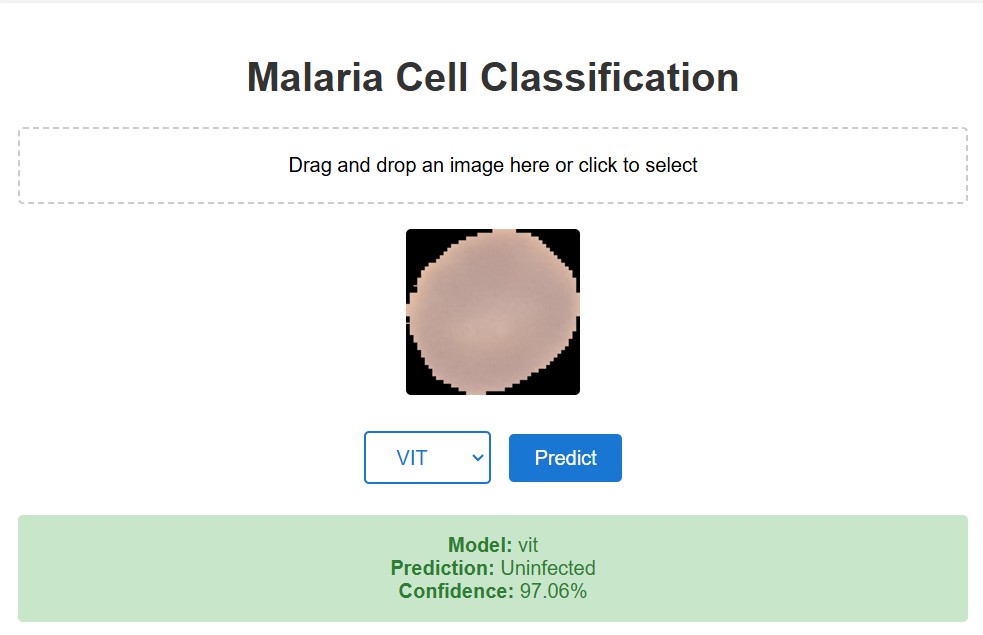 Malaria Cell Classification
Drag and drop an image here or click to select
VIT
Predict
Model: vit
Prediction: Uninfected
Confidence: 97.06%